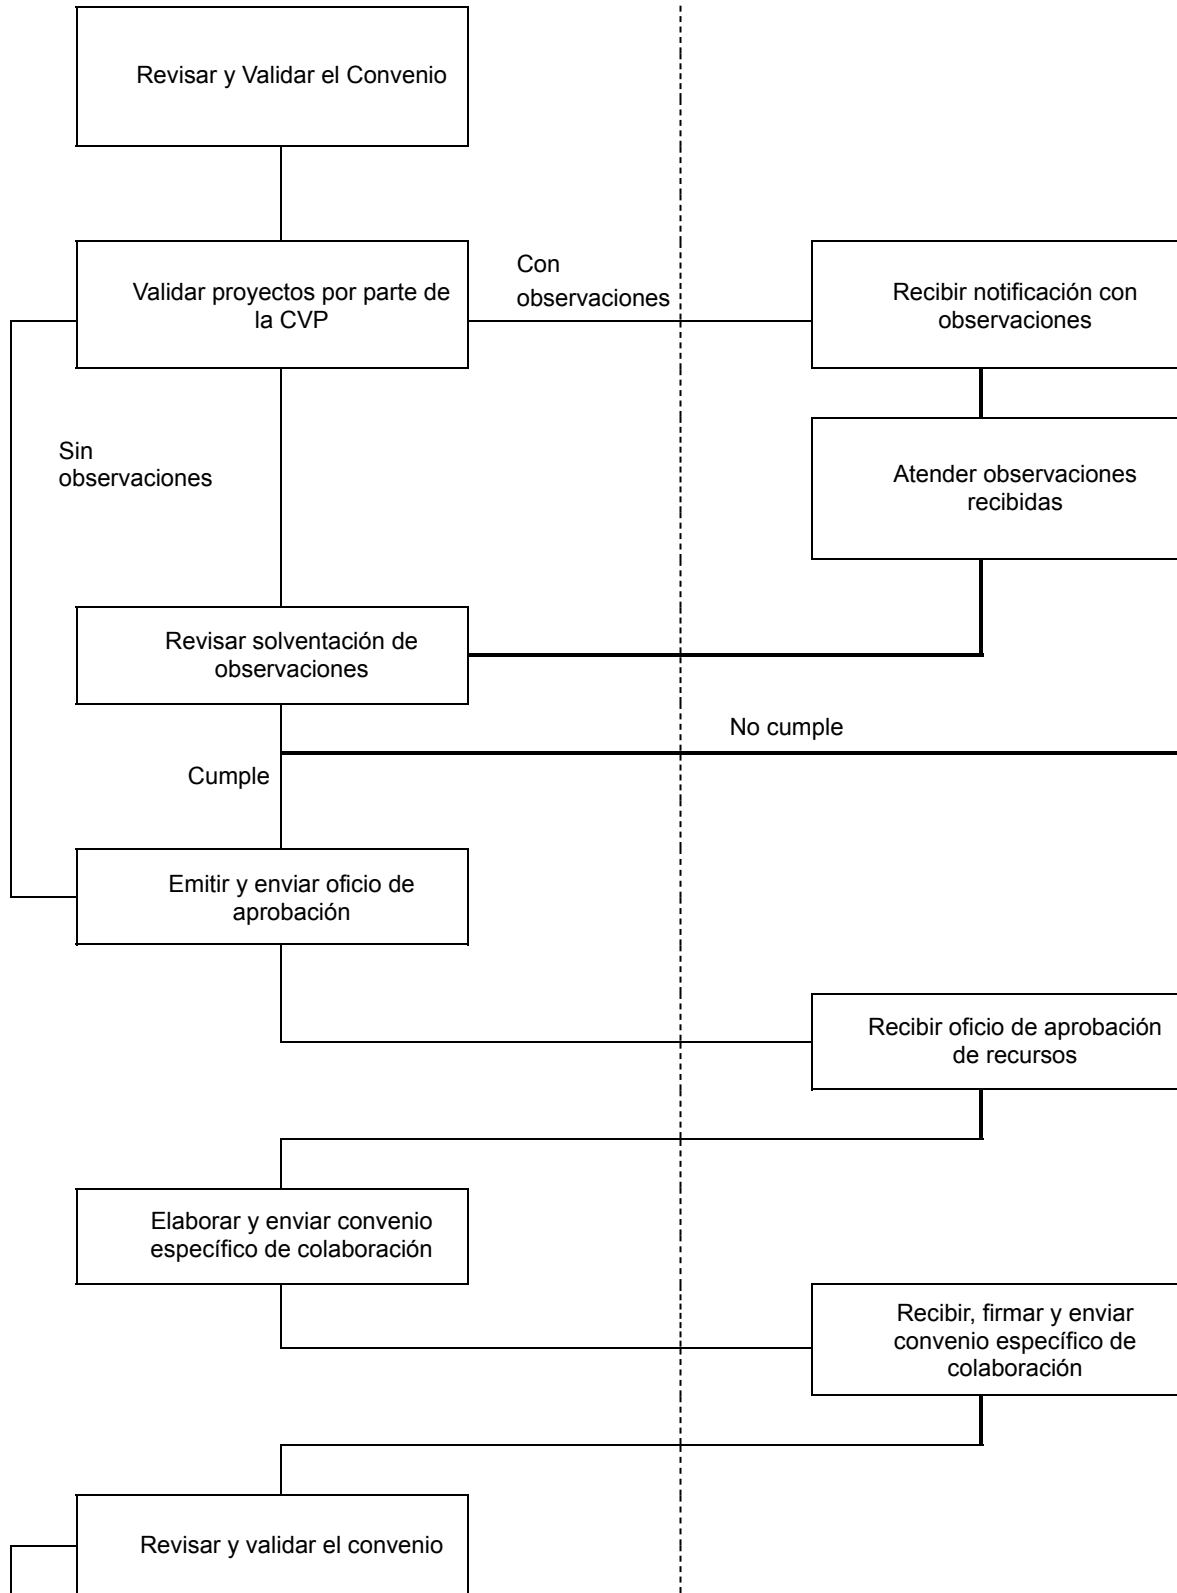 Revisar y Validar el Convenio
Validar proyectos por parte de
la CVP
Con
observaciones
Recibir notificación con
observaciones
Sin
observaciones
Atender observaciones
recibidas
Revisar solventación de
observaciones
No cumple
Cumple
Emitir y enviar oficio de
aprobación
Recibir oficio de aprobación
de recursos
Elaborar y enviar convenio
específico de colaboración
Recibir, firmar y enviar
convenio específico de
colaboración
Revisar y validar el convenio